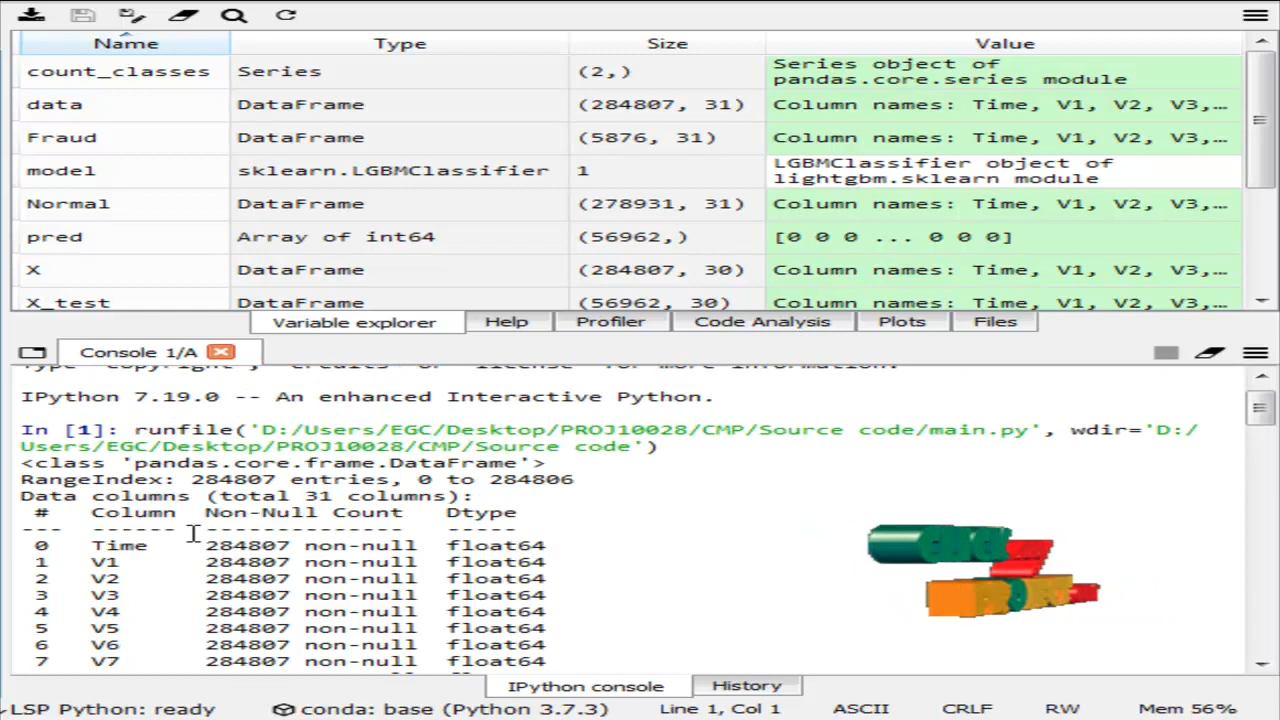 Name Type Size Value
count_classes Series (2,) Series object of
pandas.core.series module
data DataFrame (284807, 31) Column names: Time, V1, V2, V3,...
Fraud DataFrame (5876, 31) Column names: Time, V1, V2, V3,...
model sklearn.LGBMClassifier 1 LGBMClassifier object of
lightgbm.sklearn module
Normal DataFrame (278931, 31) Column names: Time, V1, V2, V3,...
pred Array of int64 (56962,) [0 0 0 ... 0 0 0]
X DataFrame (284807, 30) Column names: Time, V1, V2, V3,...
X_test DataFrame (56962, 30) Column names: Time, V1, V2, V3,...
Variable explorer Help Profiler Code Analysis Plots Files
Console 1/A
Type "copyright", "credits" or "license" for more information.
IPython 7.19.0 -- An enhanced Interactive Python.
In [1]: runfile('D:/Users/EGC/Desktop/PROJ10028/CMP/Source code/main.py', wdir='D:/
Users/EGC/Desktop/PROJ10028/CMP/Source code')
<class 'pandas.core.frame.DataFrame'>
RangeIndex: 284807 entries, 0 to 284806
Data columns (total 31 columns):
# Column Non-Null Count Dtype
--- ------ -------------- -----
0 Time 284807 non-null float64
1 V1 284807 non-null float64
2 V2 284807 non-null float64
3 V3 284807 non-null float64
4 V4 284807 non-null float64
5 V5 284807 non-null float64
6 V6 284807 non-null float64
7 V7 284807 non-null float64
IPython console History
LSP Python: ready conda: base (Python 3.7.3) Line 1, Col 1 ASCII CRLF RW Mem 56%